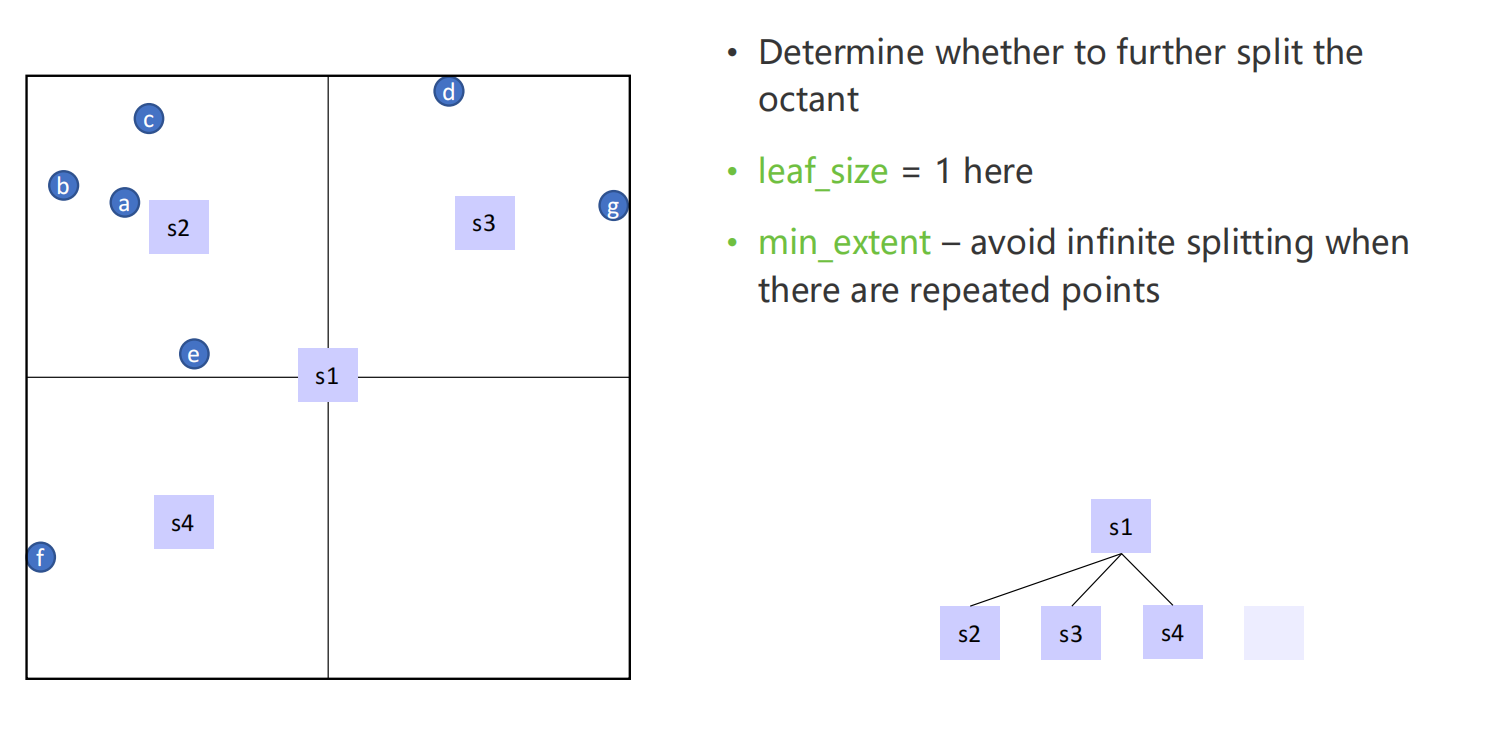 • Determine whether to further split the
octant
• leaf_size = 1 here
• min_extent – avoid infinite splitting when
there are repeated points
d
c
b
a
g
s2
s3
e
s1
s4
f
s1
s2 s3 s4